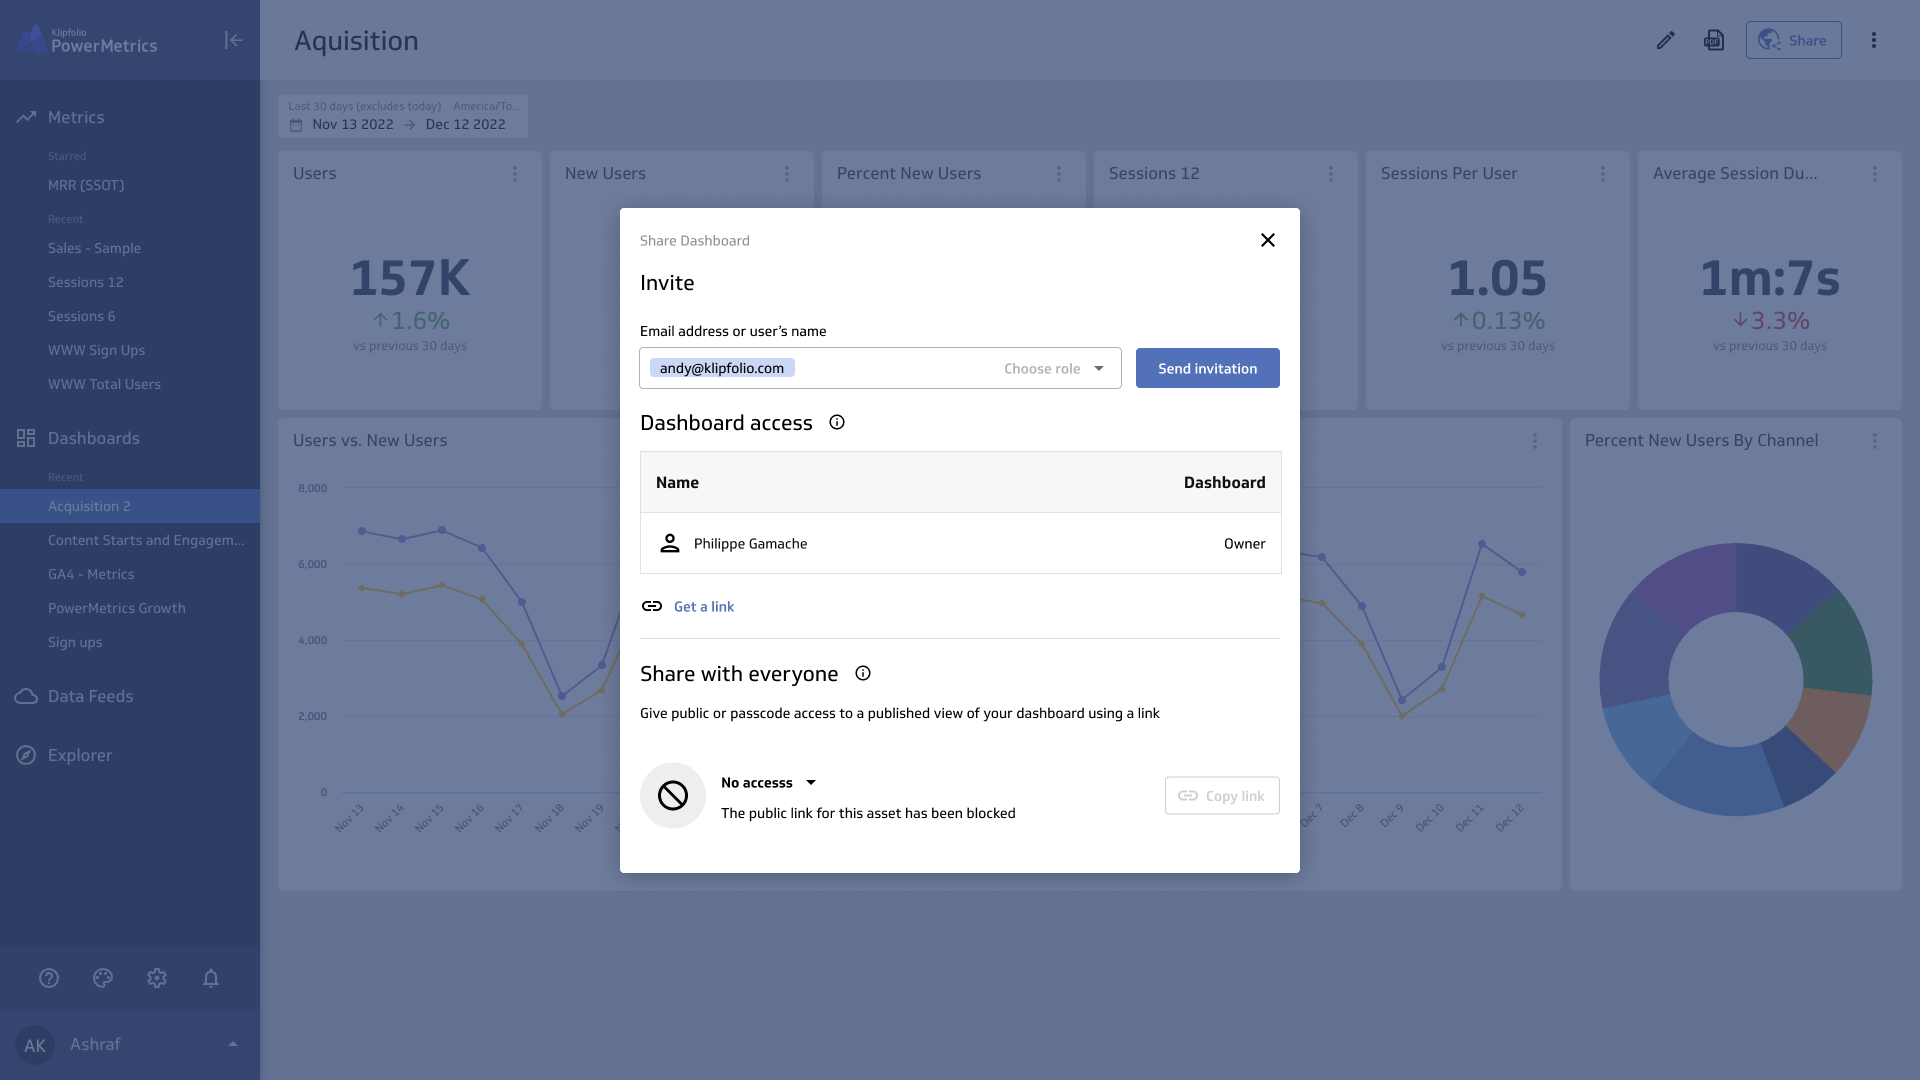 Klipfolio
PowerMetrics
Metrics
Starred
MRR (SSOT)
Recent
Sales - Sample
Sessions 12
Sessions 6
WWW Sign Ups
WWW Total Users
Dashboards
Recent
Acquisition 2
Content Starts and Engagem...
GA4 - Metrics
PowerMetrics Growth
Sign ups
Data Feeds
Explorer
AK Ashraf
Aquisition
PDF
Share
Last 30 days (excludes today) America/To...
Nov 13 2022 → Dec 12 2022
Users
157K
↑1.6%
vs previous 30 days
New Users
Percent New Users
Sessions 12
Sessions Per User
1.05
↑0.13%
vs previous 30 days
Average Session Du...
1m:7s
↓3.3%
vs previous 30 days
Users vs. New Users
8,000
6,000
4,000
2,000
0
Nov 13 Nov 14 Nov 15 Nov 16 Nov 17 Nov 18 Nov 19 Dec 7 Dec 8 Dec 9 Dec 10 Dec 11 Dec 12
Percent New Users By Channel
Share Dashboard
Invite
Email address or user's name
andy@klipfolio.com Choose role Send invitation
Dashboard access
Name Dashboard
Philippe Gamache Owner
Get a link
Share with everyone
Give public or passcode access to a published view of your dashboard using a link
No accesss
The public link for this asset has been blocked
Copy link